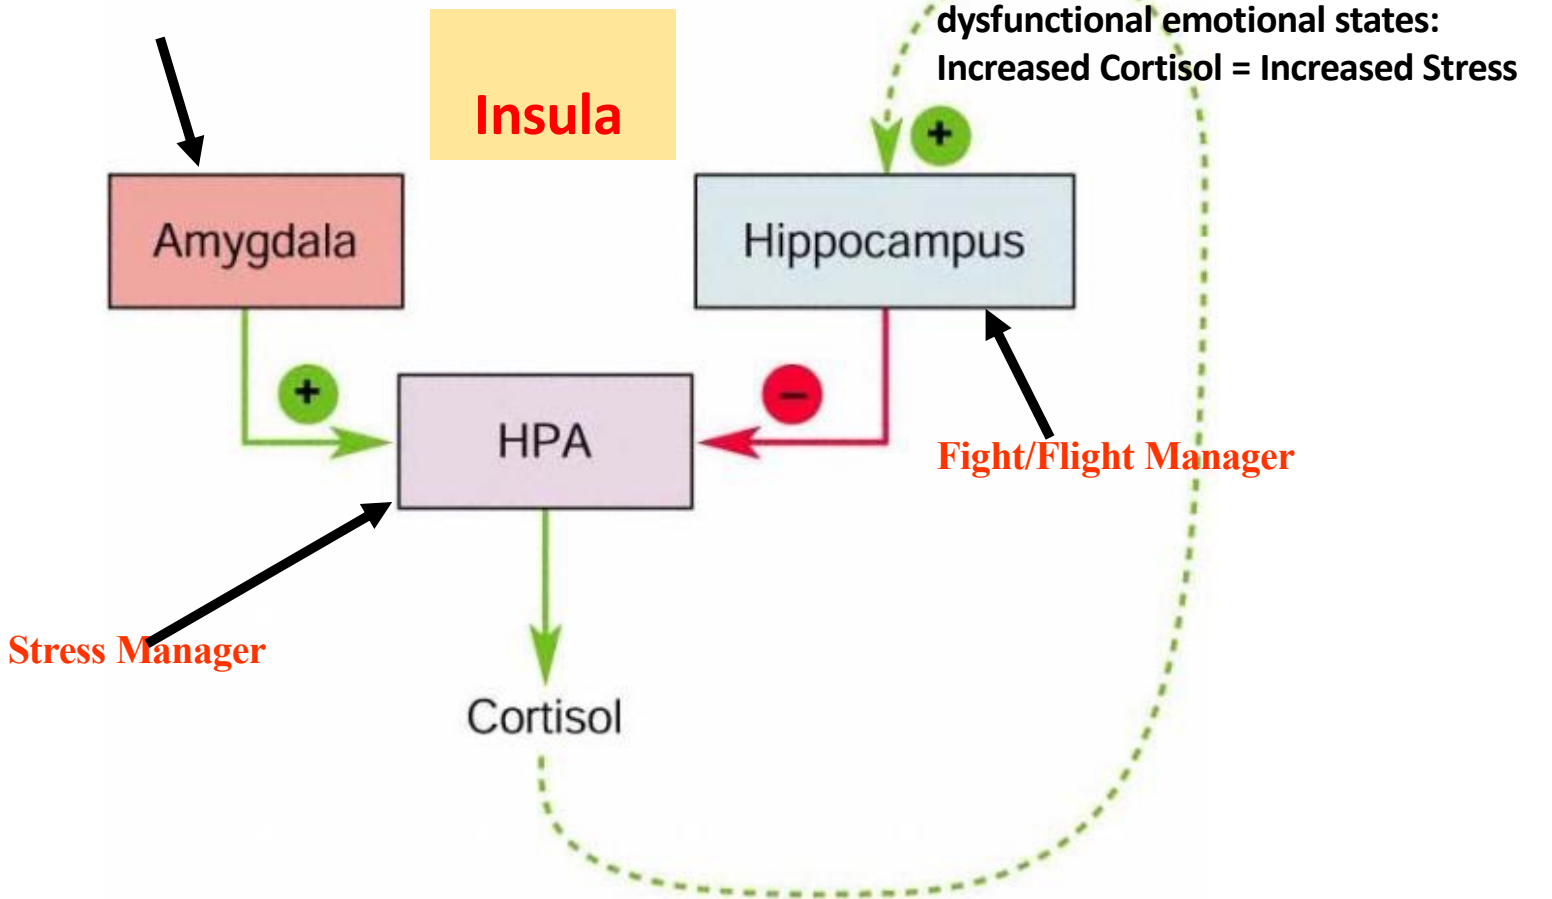 dysfunctional emotional states:
Increased Cortisol = Increased Stress
Insula
+
Amygdala
Hippocampus
+
−
HPA
Fight/Flight Manager
Stress Manager
Cortisol